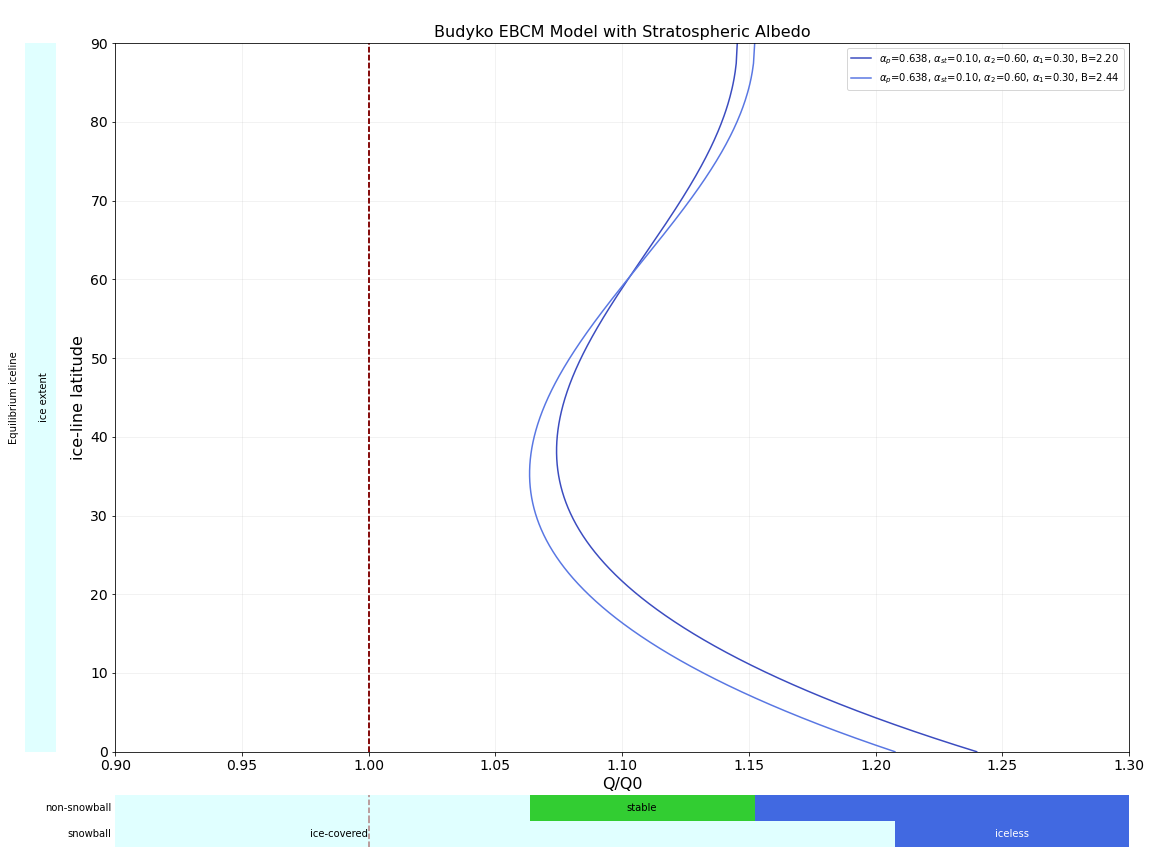 Budyko EBCM Model with Stratospheric Albedo
αp=0.638, αst=0.10, α2=0.60, α1=0.30, B=2.20
αp=0.638, αst=0.10, α2=0.60, α1=0.30, B=2.44
90
80
70
60
50
40
30
20
10
0
Equilibrium iceline
ice extent
ice-line latitude
0.90 0.95 1.00 1.05 1.10 1.15 1.20 1.25 1.30
Q/Q0
non-snowball stable
snowball ice-covered iceless